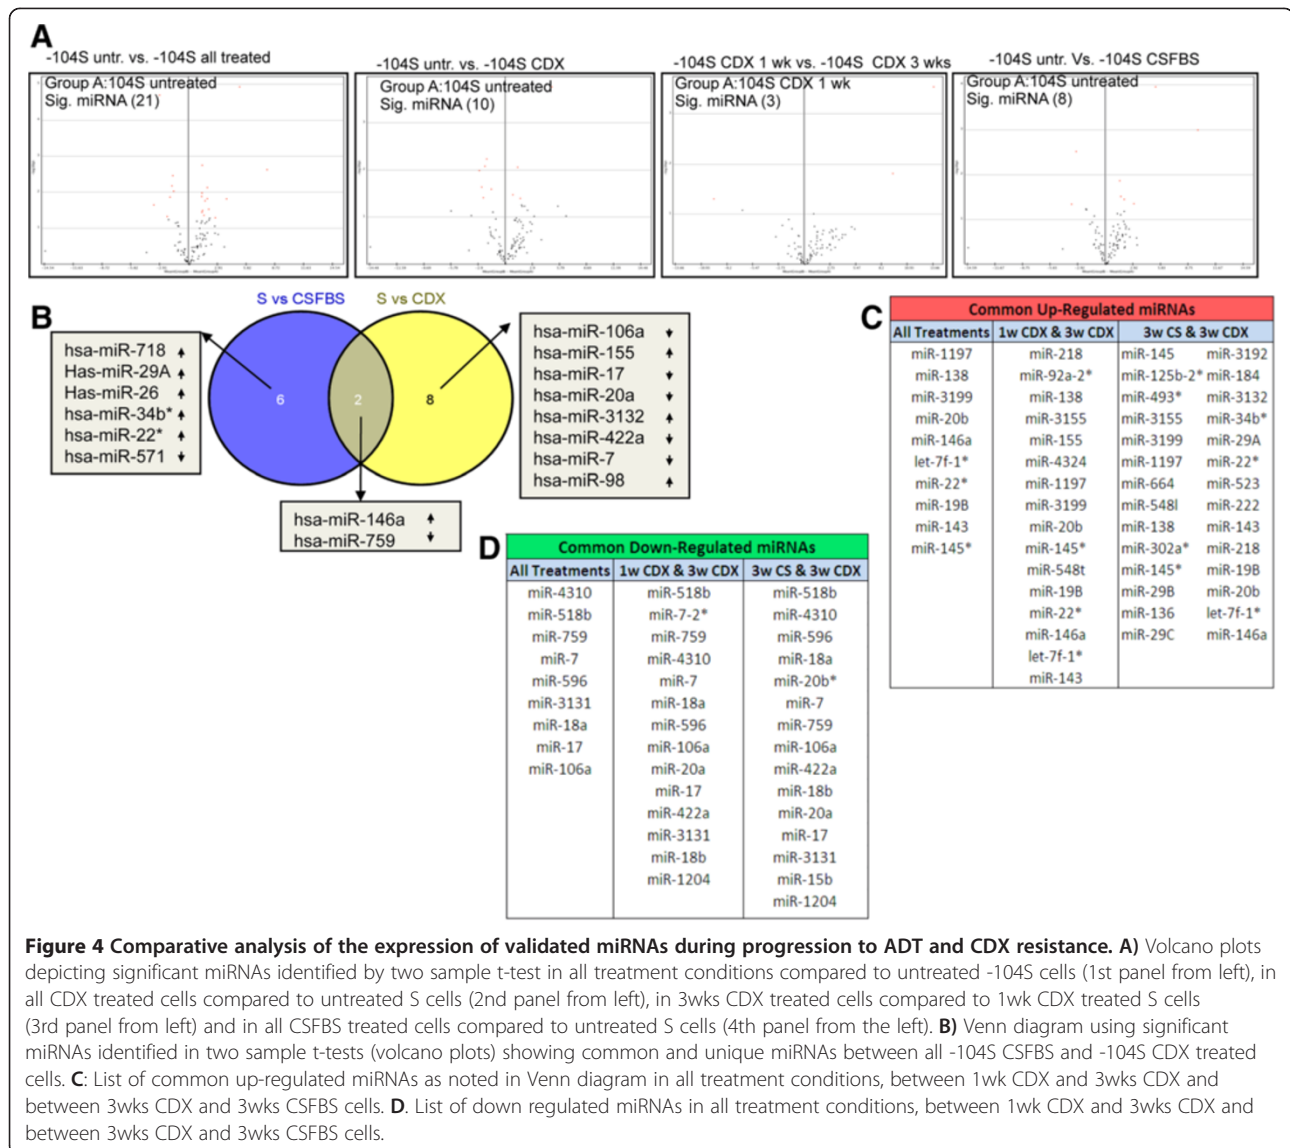 A
-104S untr. vs. -104S all treated
Group A:104S untreated
Sig. miRNA (21)
-104S untr. vs. -104S CDX
Group A:104S untreated
Sig. miRNA (10)
-104S CDX 1 wk vs. -104S CDX 3 wks
Group A:104S CDX 1 wk
Sig. miRNA (3)
-104S untr. Vs. -104S CSFBS
Group A:104S untreated
Sig. miRNA (8)
B
S vs CSFBS
S vs CDX
6
2
8
hsa-miR-718
Has-miR-29A
Has-miR-26
hsa-miR-34b*
hsa-miR-22*
hsa-miR-571
hsa-miR-146a
hsa-miR-759
hsa-miR-106a
hsa-miR-155
hsa-miR-17
hsa-miR-20a
hsa-miR-3132
hsa-miR-422a
hsa-miR-7
hsa-miR-98
C
Common Up-Regulated miRNAs
All Treatments 1w CDX & 3w CDX 3w CS & 3w CDX
miR-1197 miR-218 miR-145 miR-3192
miR-138 miR-92a-2* miR-125b-2* miR-184
miR-3199 miR-138 miR-493* miR-3132
miR-20b miR-3155 miR-3155 miR-34b*
miR-146a miR-155 miR-3199 miR-29A
let-7f-1* miR-4324 miR-1197 miR-22*
miR-22* miR-1197 miR-664 miR-523
miR-19B miR-3199 miR-548l miR-222
miR-143 miR-20b miR-138 miR-143
miR-145* miR-145* miR-302a* miR-218
miR-548t miR-145* miR-19B
miR-19B miR-29B miR-20b
miR-22* miR-136 let-7f-1*
miR-146a miR-29C miR-146a
let-7f-1*
miR-143
D
Common Down-Regulated miRNAs
All Treatments 1w CDX & 3w CDX 3w CS & 3w CDX
miR-4310 miR-518b miR-518b
miR-518b miR-7-2* miR-4310
miR-759 miR-759 miR-596
miR-7 miR-4310 miR-18a
miR-596 miR-7 miR-20b*
miR-3131 miR-18a miR-7
miR-18a miR-596 miR-759
miR-17 miR-106a miR-106a
miR-106a miR-20a miR-422a
miR-17 miR-18b
miR-422a miR-20a
miR-3131 miR-17
miR-18b miR-3131
miR-1204 miR-15b
miR-1204
Figure 4 Comparative analysis of the expression of validated miRNAs during progression to ADT and CDX resistance. A) Volcano plots
depicting significant miRNAs identified by two sample t-test in all treatment conditions compared to untreated -104S cells (1st panel from left), in
all CDX treated cells compared to untreated S cells (2nd panel from left), in 3wks CDX treated cells compared to 1wk CDX treated S cells
(3rd panel from left) and in all CSFBS treated cells compared to untreated S cells (4th panel from the left). B) Venn diagram using significant
miRNAs identified in two sample t-tests (volcano plots) showing common and unique miRNAs between all -104S CSFBS and -104S CDX treated
cells. C: List of common up-regulated miRNAs as noted in Venn diagram in all treatment conditions, between 1wk CDX and 3wks CDX and
between 3wks CDX and 3wks CSFBS cells. D. List of down regulated miRNAs in all treatment conditions, between 1wk CDX and 3wks CDX and
between 3wks CDX and 3wks CSFBS cells.